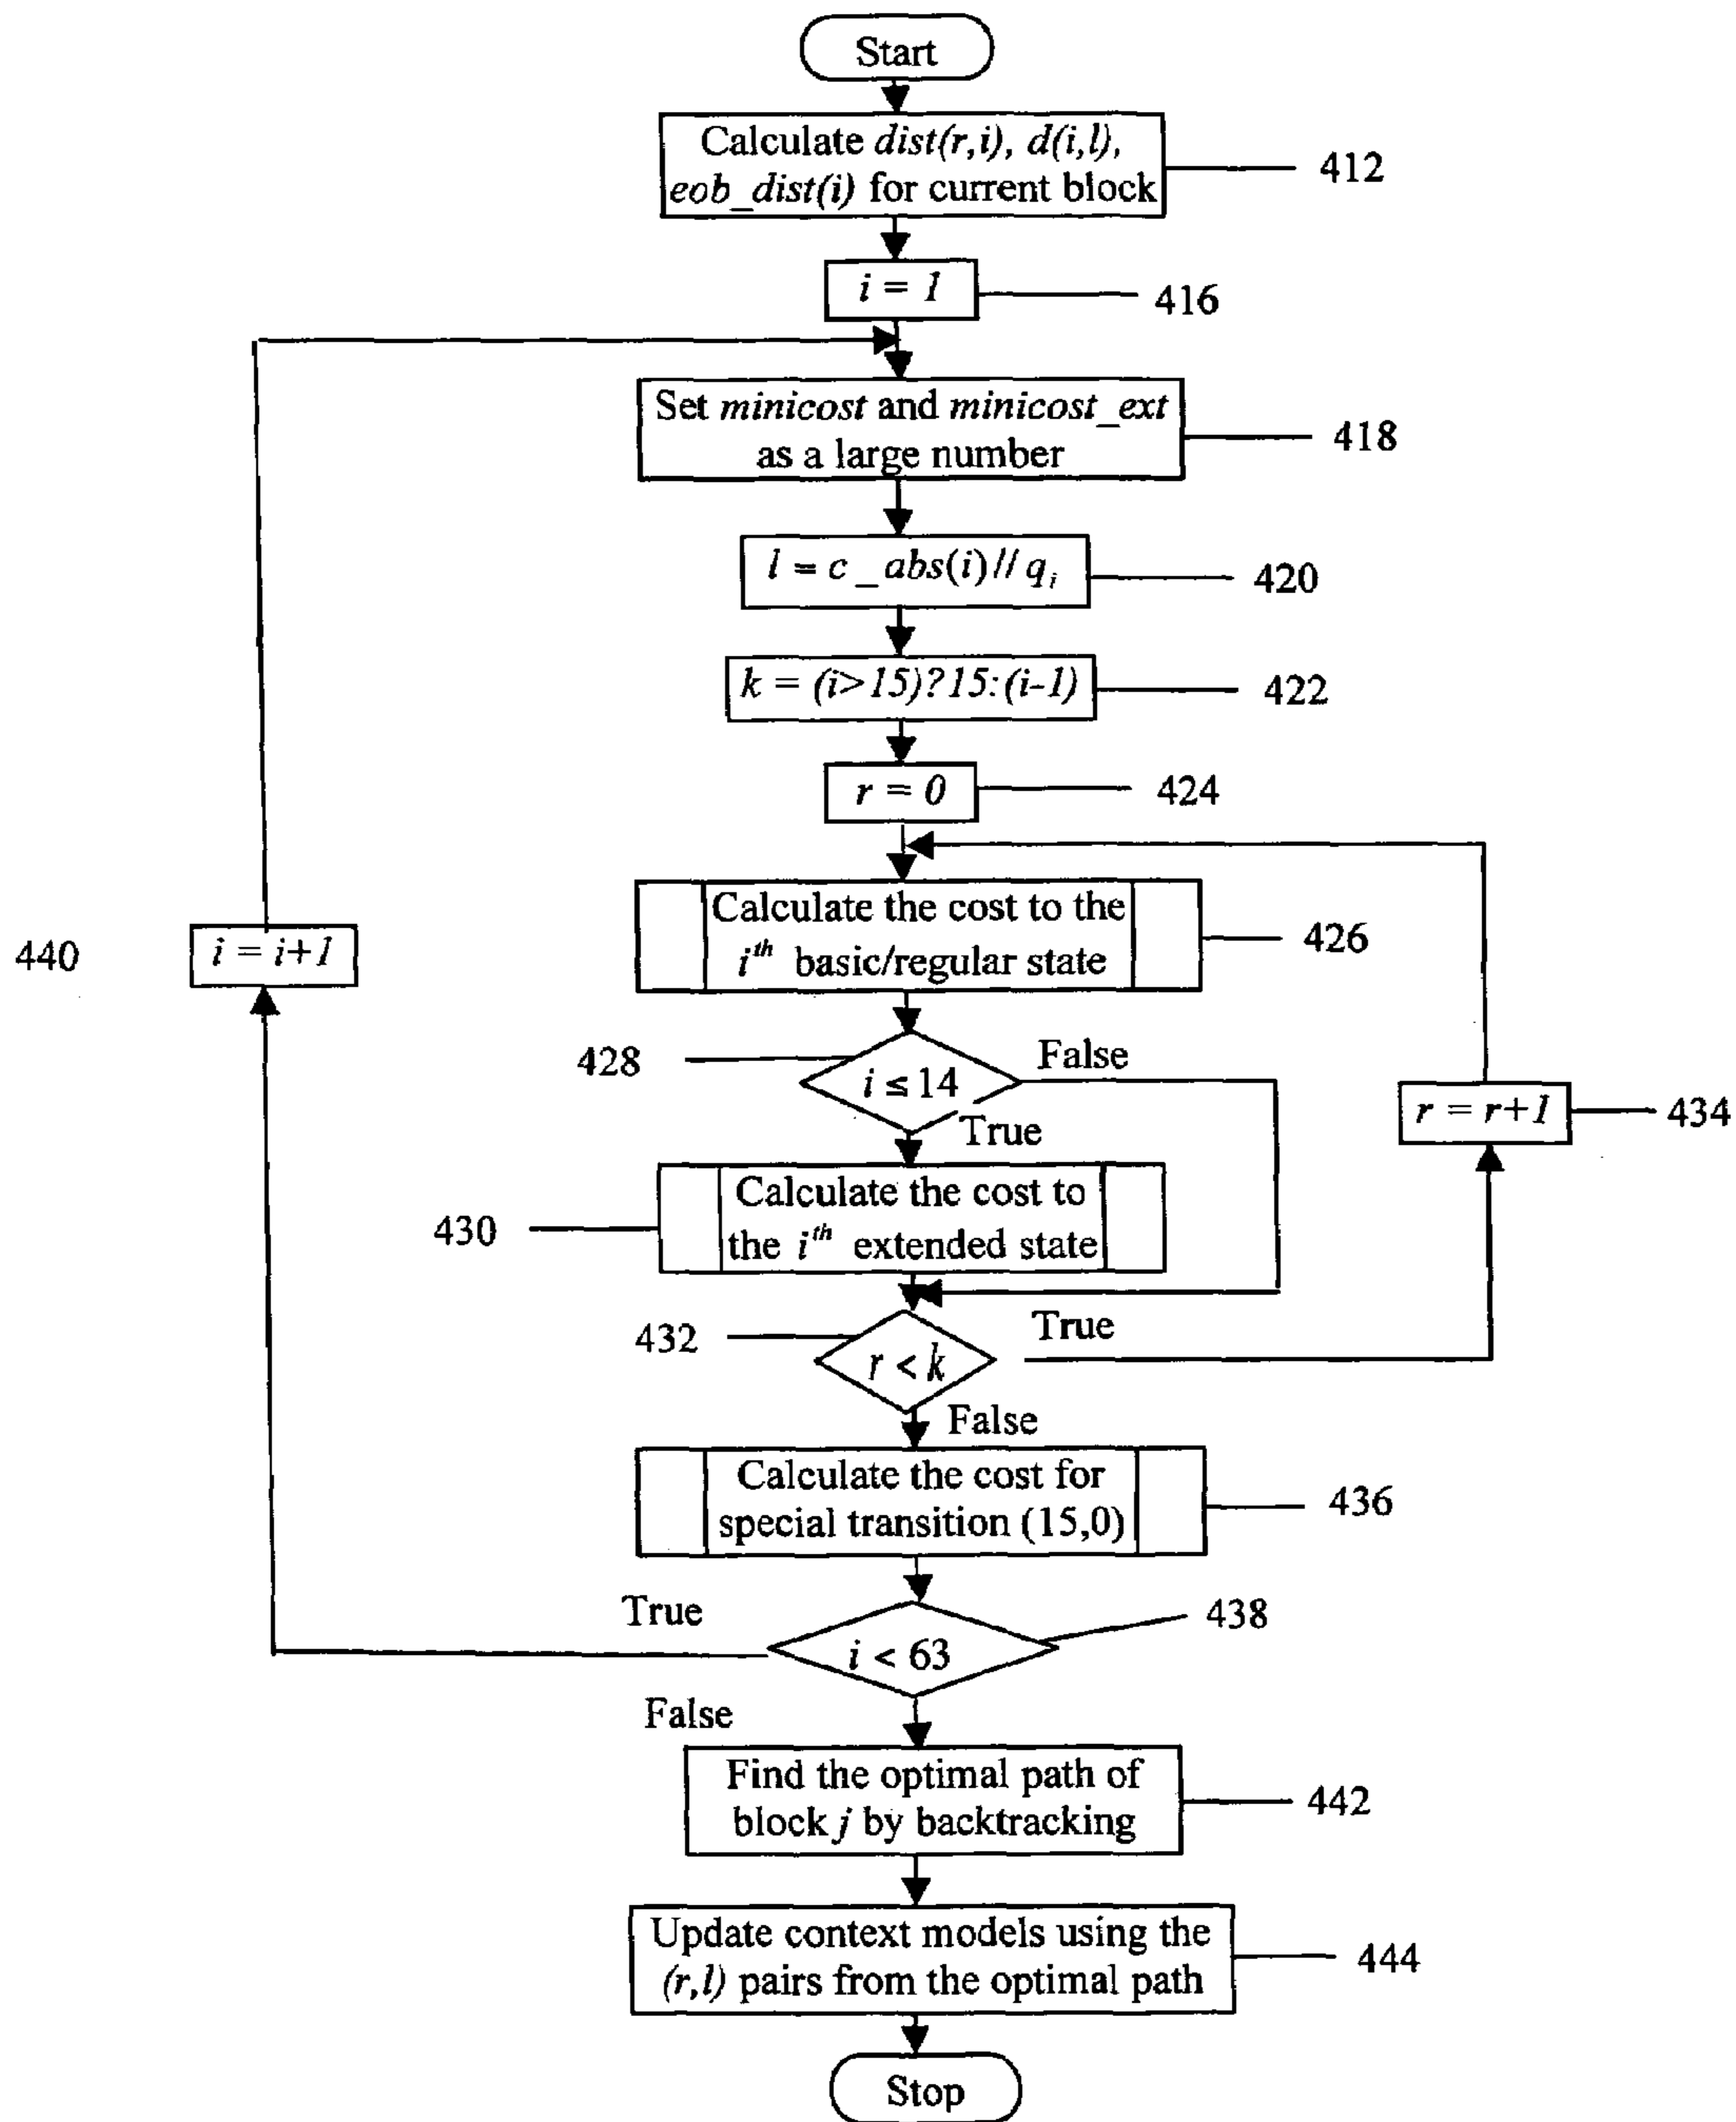 Start
Calculate dist(r,i), d(i,l),
eob_dist(i) for current block
412
i = 1
416
Set minicost and minicost_ext
as a large number
418
l = c_abs(i)//q_i
420
k = (i>15)?15:(i-1)
422
r = 0
424
Calculate the cost to the
i^th basic/regular state
426
440
i = i+1
428
i ≤ 14
False
True
r = r+1
434
Calculate the cost to
the i^th extended state
430
432
r < k
True
False
Calculate the cost for
special transition (15,0)
436
True
i < 63
438
False
Find the optimal path of
block j by backtracking
442
Update context models using the
(r,l) pairs from the optimal path
444
Stop